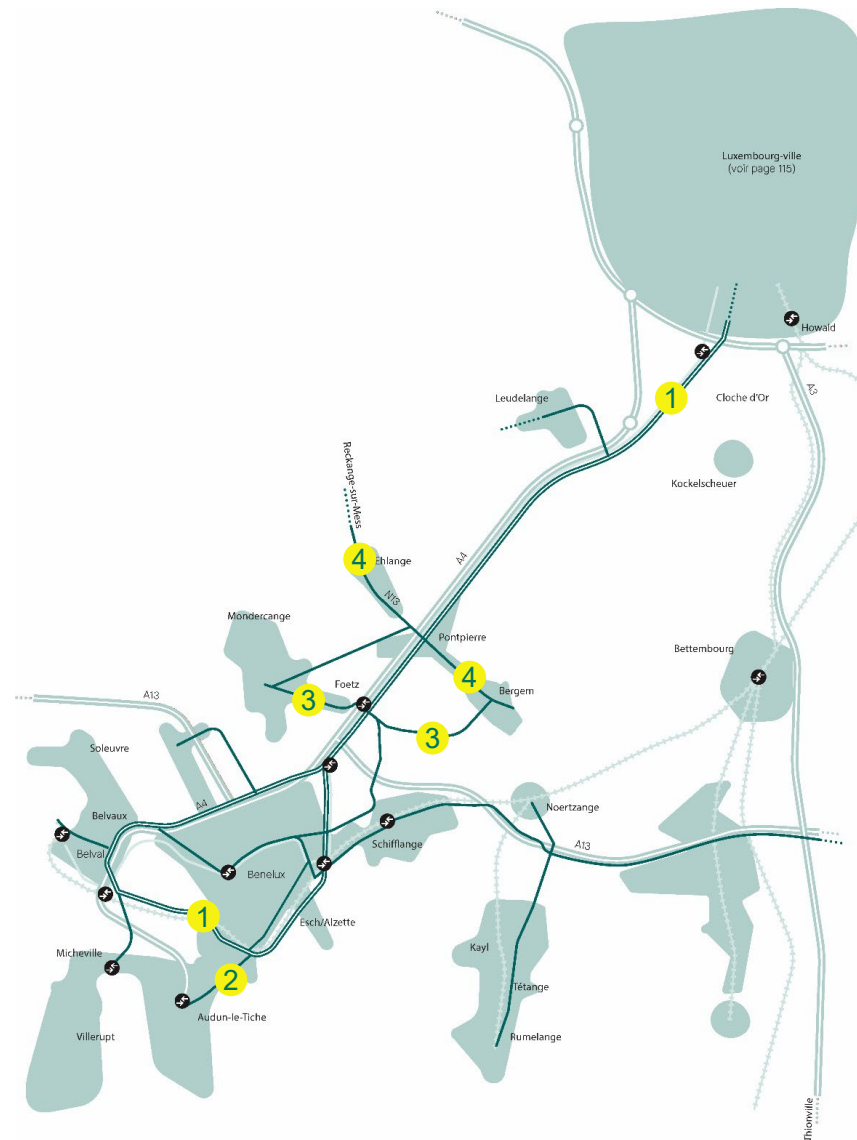 Luxembourg-ville
(voir page 115)
Howald
A3
1
Cloche d'Or
Leudelange
Kockelscheuer
Reckange-sur-Mess
4
Ehlange
A4
N13
Mondercange
Pontpierre
Bettembourg
4
Foetz
Bergem
3
3
A13
Soleuvre
Noertzange
A4
Belvaux
Schifflange
A13
Belval
Benelux
1
Esch/Alzette
Kayl
Micheville
2
Tétange
Audun-le-Tiche
Villerupt
Rumelange
Thionville